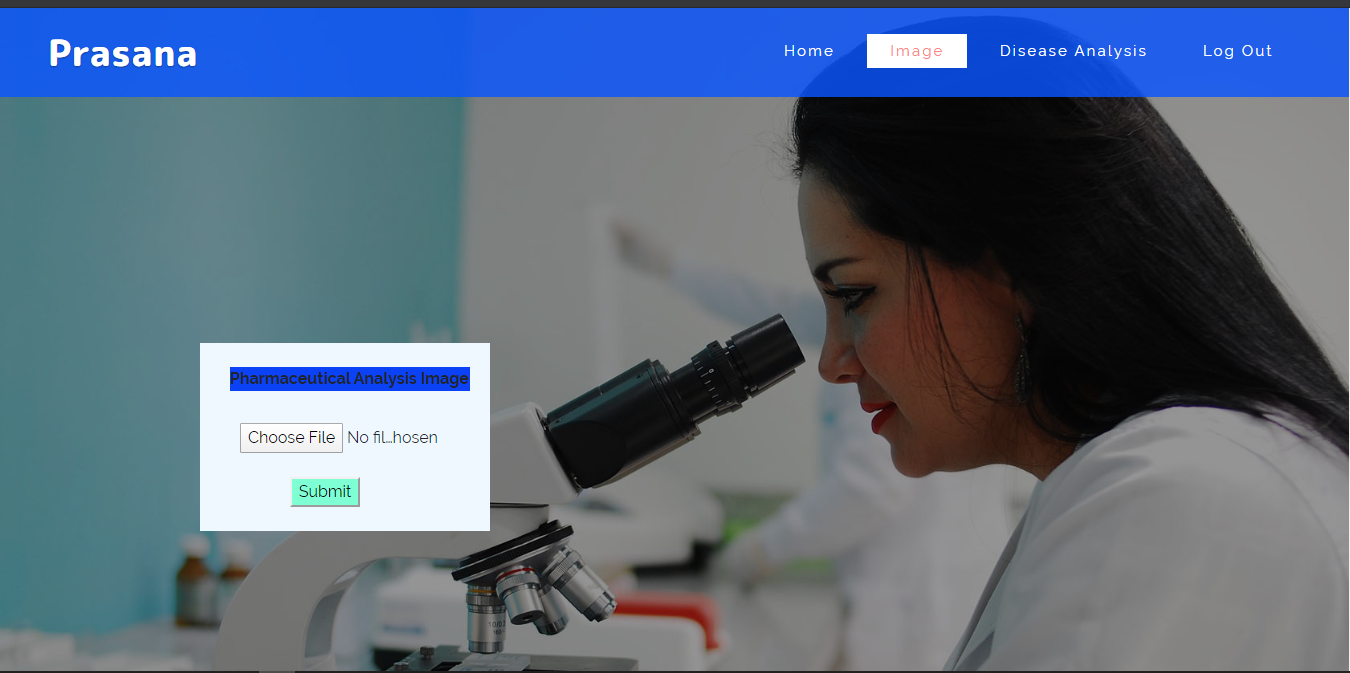 Prasana
Home Image Disease Analysis Log Out
Pharmaceutical Analysis Image
Choose File No fil...hosen
Submit